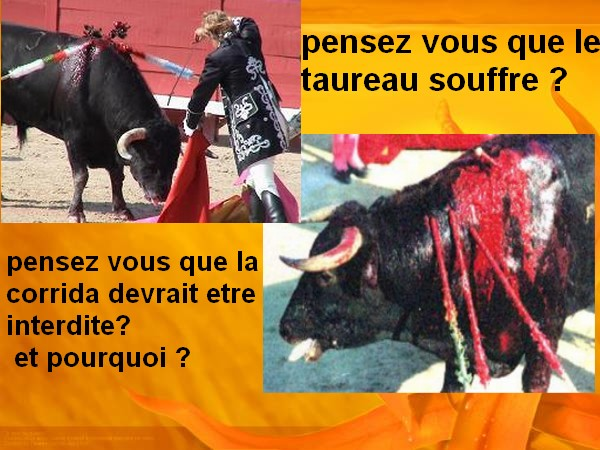 pensez vous que le
taureau souffre ?
pensez vous que la
corrida devrait etre
interdite?
et pourquoi ?